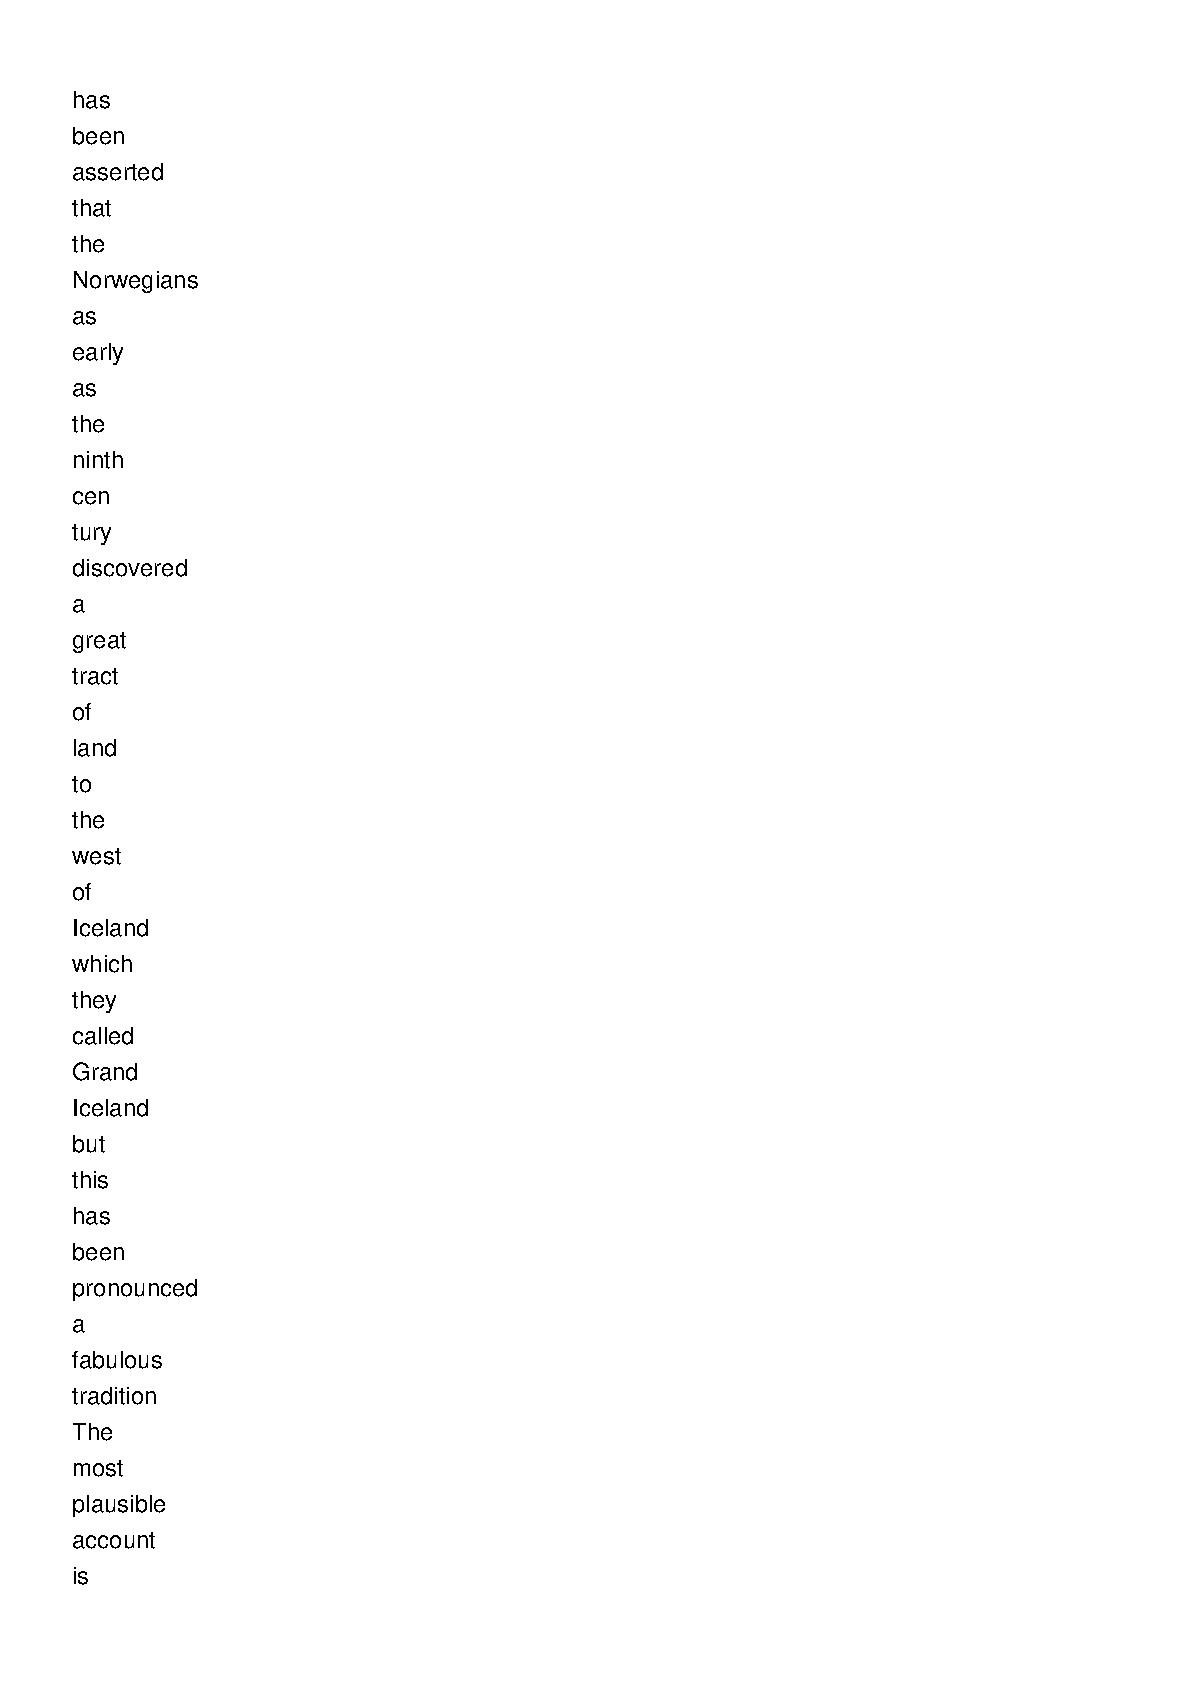 has
been
asserted
that
the
Norwegians
as
early
as
the
ninth
cen
tury
discovered
a
great
tract
of
land
to
the
west
of
Iceland
which
they
called
Grand
Iceland
but
this
has
been
pronounced
a
fabulous
tradition
The
most
plausible
account
is